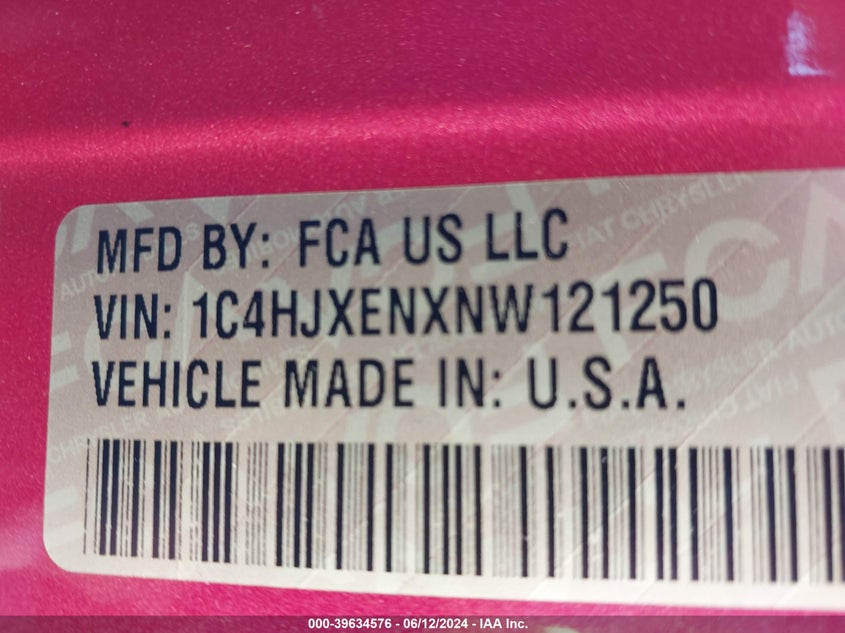 MFD BY: FCA US LLC
VIN: 1C4HJXENXNW121250
VEHICLE MADE IN: U.S.A.
000-39634576 - 06/12/2024 - IAA Inc.